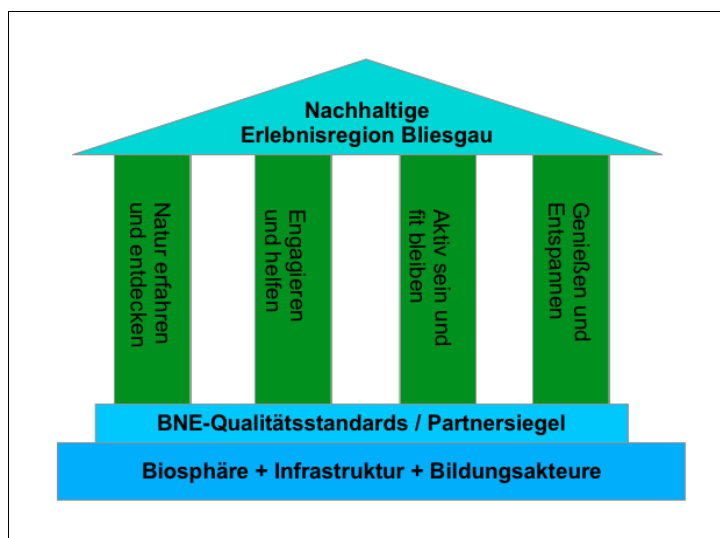 Nachhaltige
Erlebnisregion Bliesgau
Natur erfahren
und entdecken
Engagieren
und helfen
Aktiv sein und
fit bleiben
Genießen und
Entspannen
BNE-Qualitätsstandards / Partnersiegel
Biosphäre + Infrastruktur + Bildungsakteure